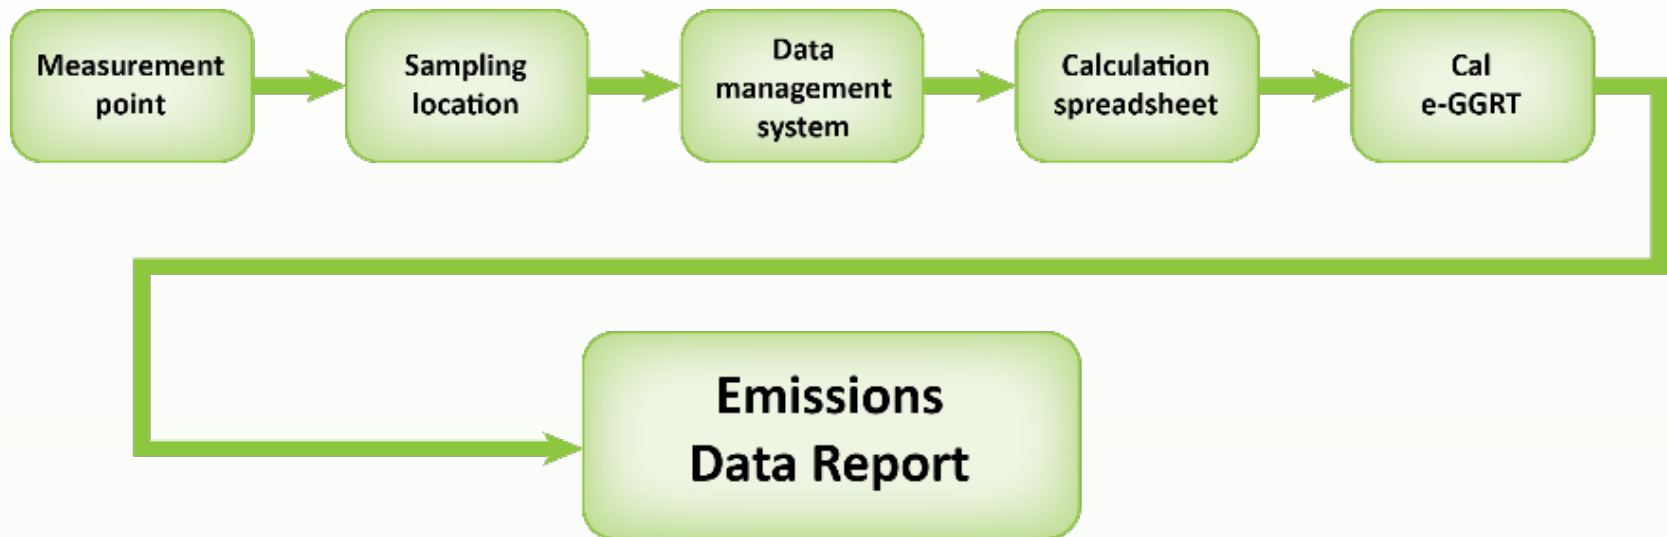 Measurement
point
Sampling
location
Data
management
system
Calculation
spreadsheet
Cal
e-GGRT
Emissions
Data Report